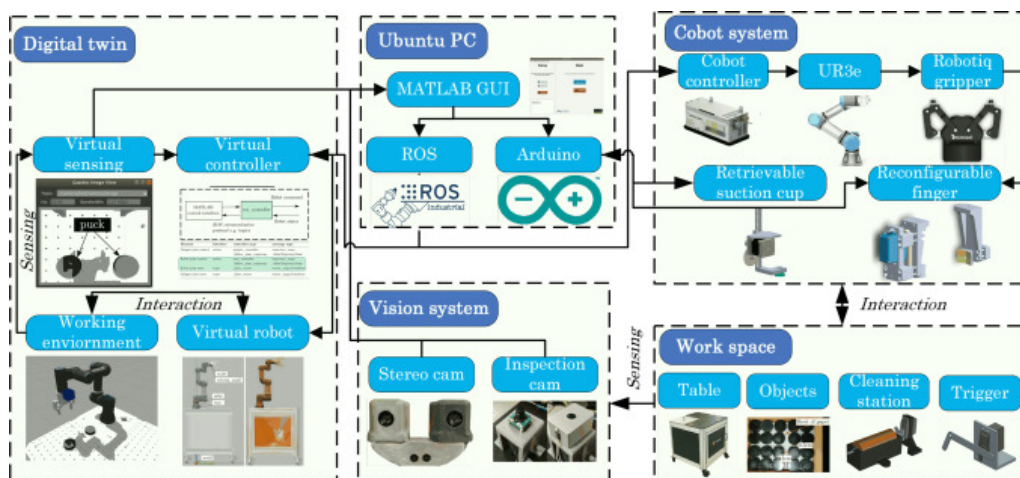 Digital twin
Virtual
sensing
Virtual
controller
Sensing
puck
Interaction
Working
enviornment
Virtual robot
Ubuntu PC
MATLAB GUI
ROS
Arduino
ROS
Industrial
Vision system
Stereo cam
Inspection
cam
Sensing
Cobot system
Cobot
controller
UR3e
Robotiq
gripper
Retrievable
suction cup
Reconfigurable
finger
Interaction
Work space
Table
Objects
Cleaning
station
Trigger